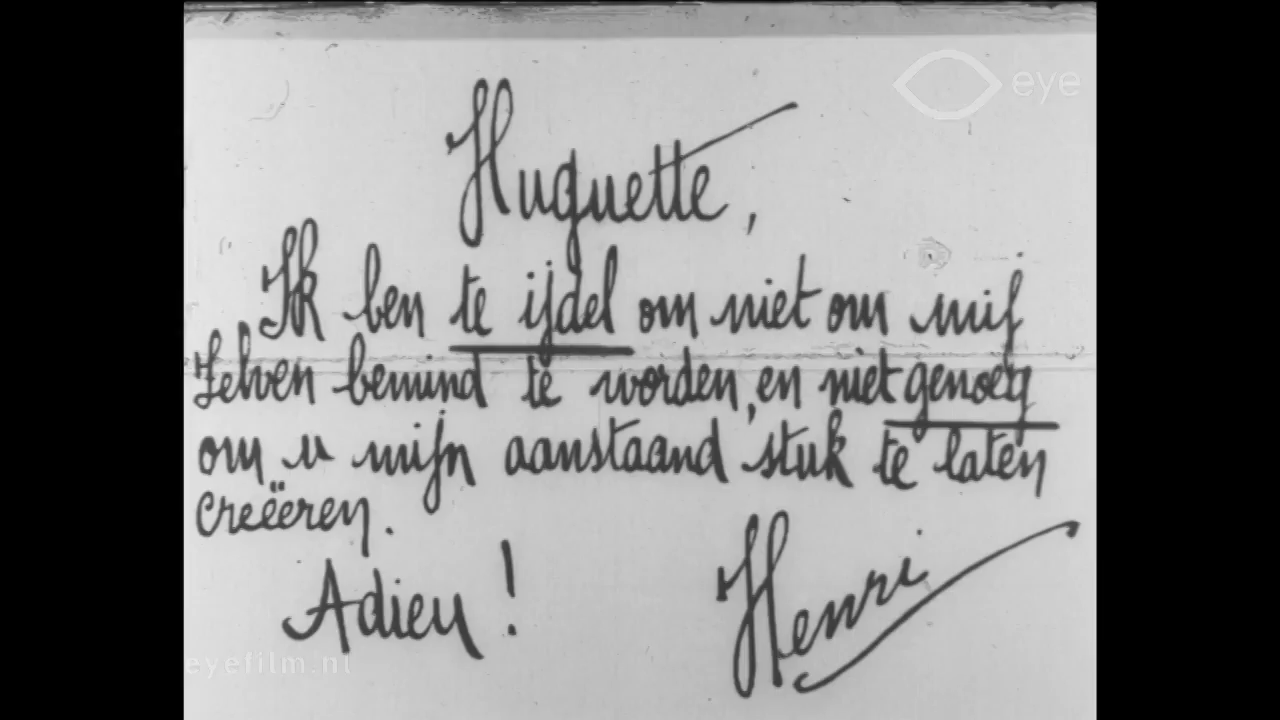 eye
Huguette,
Ik ben te ijdel om niet om mij
Zelven bemind te worden, en niet genoeg
om u mijn aanstaand stuk te laten
creëeren.
Adieu!
Henri
eyefilm.nl